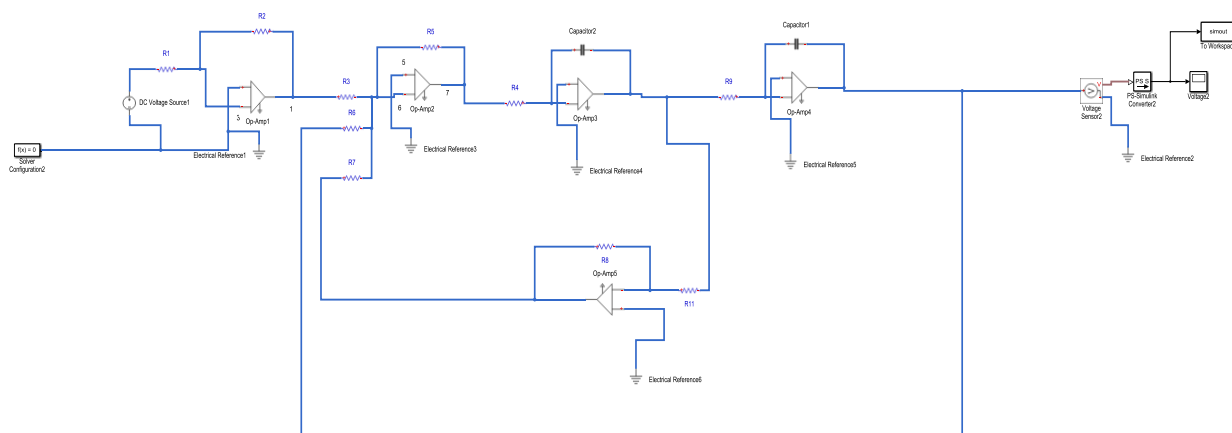 R2
R5
Capacitor2
Capacitor1
simout
To Workspac
R1
DC Voltage Source1
5
Op-Amp1
1
R3
5
6
Op-Amp2
7
R6
R4
Op-Amp3
R9
Op-Amp4
V
Voltage
Sensor2
PS S
PS-Simulink
Converter2
Voltage2
f(x) = 0
Solver
Configuration2
Electrical Reference1
Electrical Reference3
Electrical Reference4
Electrical Reference5
Electrical Reference2
R7
R8
Op-Amp5
R11
Electrical Reference6